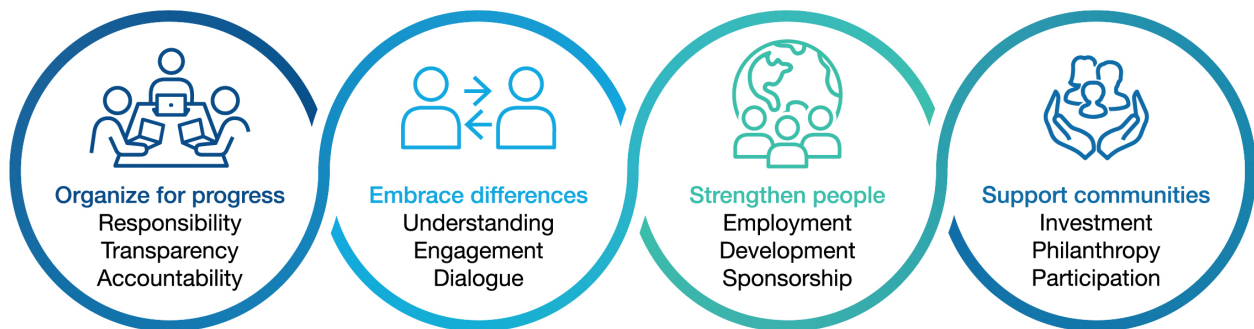 Organize for progress
Responsibility
Transparency
Accountability
Embrace differences
Understanding
Engagement
Dialogue
Strengthen people
Employment
Development
Sponsorship
Support communities
Investment
Philanthropy
Participation